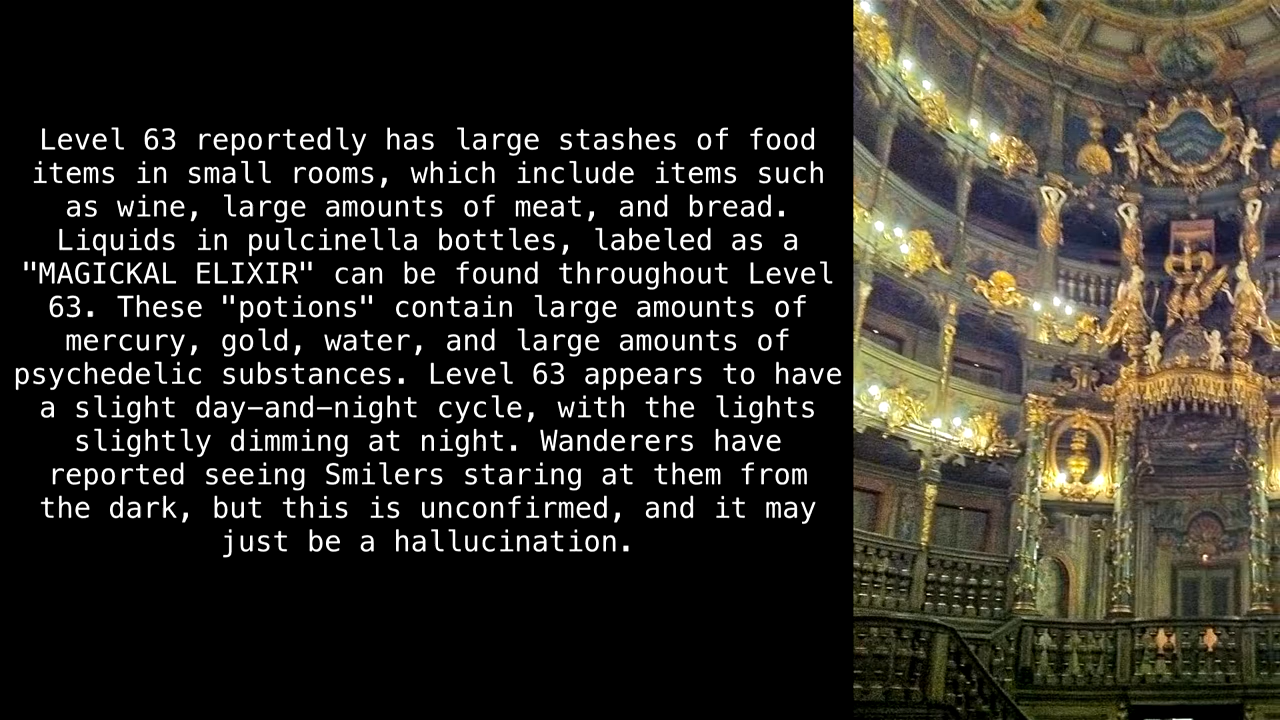 Level 63 reportedly has large stashes of food
items in small rooms, which include items such
as wine, large amounts of meat, and bread.
Liquids in pulcinella bottles, labeled as a
"MAGICKAL ELIXIR" can be found throughout Level
63. These "potions" contain large amounts of
mercury, gold, water, and large amounts of
psychedelic substances. Level 63 appears to have
a slight day–and–night cycle, with the lights
slightly dimming at night. Wanderers have
reported seeing Smilers staring at them from
the dark, but this is unconfirmed, and it may
just be a hallucination.